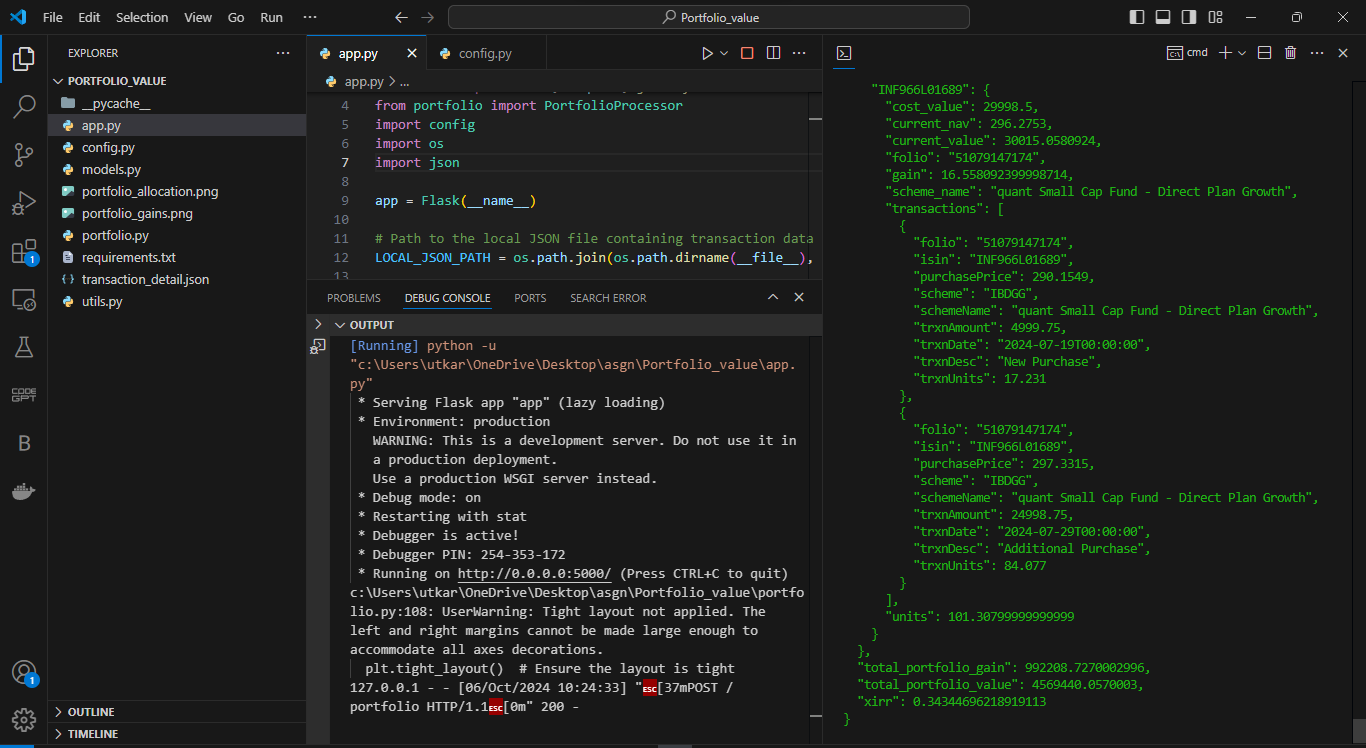 File Edit Selection View Go Run ··· Portfolio_value
EXPLORER ···
PORTFOLIO_VALUE
__pycache__
app.py
config.py
models.py
portfolio_allocation.png
portfolio_gains.png
portfolio.py
requirements.txt
transaction_detail.json
utils.py
OUTLINE
TIMELINE
1
1
CODE
GPT
B
app.py config.py
app.py > ...
4 from portfolio import PortfolioProcessor
5 import config
6 import os
7 import json
8
9 app = Flask(__name__)
10
11 # Path to the local JSON file containing transaction data
12 LOCAL_JSON_PATH = os.path.join(os.path.dirname(__file__),
13
PROBLEMS DEBUG CONSOLE PORTS SEARCH ERROR
OUTPUT
[Running] python -u
"c:\Users\utkar\OneDrive\Desktop\asgn\Portfolio_value\app.
py"
* Serving Flask app "app" (lazy loading)
* Environment: production
WARNING: This is a development server. Do not use it in
a production deployment.
Use a production WSGI server instead.
* Debug mode: on
* Restarting with stat
* Debugger is active!
* Debugger PIN: 254-353-172
* Running on http://0.0.0.0:5000/ (Press CTRL+C to quit)
c:\Users\utkar\OneDrive\Desktop\asgn\Portfolio_value\portfo
lio.py:108: UserWarning: Tight layout not applied. The
left and right margins cannot be made large enough to
accommodate all axes decorations.
plt.tight_layout()  # Ensure the layout is tight
127.0.0.1 - - [06/Oct/2024 10:24:33] "ESC[37mPOST /
portfolio HTTP/1.1ESC[0m" 200 -
cmd
"INF966L01689": {
"cost_value": 29998.5,
"current_nav": 296.2753,
"current_value": 30015.0580924,
"folio": "51079147174",
"gain": 16.558092399998714,
"scheme_name": "quant Small Cap Fund - Direct Plan Growth",
"transactions": [
{
"folio": "51079147174",
"isin": "INF966L01689",
"purchasePrice": 290.1549,
"scheme": "IBDGG",
"schemeName": "quant Small Cap Fund - Direct Plan Growth",
"trxnAmount": 4999.75,
"trxnDate": "2024-07-19T00:00:00",
"trxnDesc": "New Purchase",
"trxnUnits": 17.231
},
{
"folio": "51079147174",
"isin": "INF966L01689",
"purchasePrice": 297.3315,
"scheme": "IBDGG",
"schemeName": "quant Small Cap Fund - Direct Plan Growth",
"trxnAmount": 24998.75,
"trxnDate": "2024-07-29T00:00:00",
"trxnDesc": "Additional Purchase",
"trxnUnits": 84.077
}
],
"units": 101.30799999999999
}
},
"total_portfolio_gain": 992208.7270002996,
"total_portfolio_value": 4569440.0570003,
"xirr": 0.34344696218919113
}